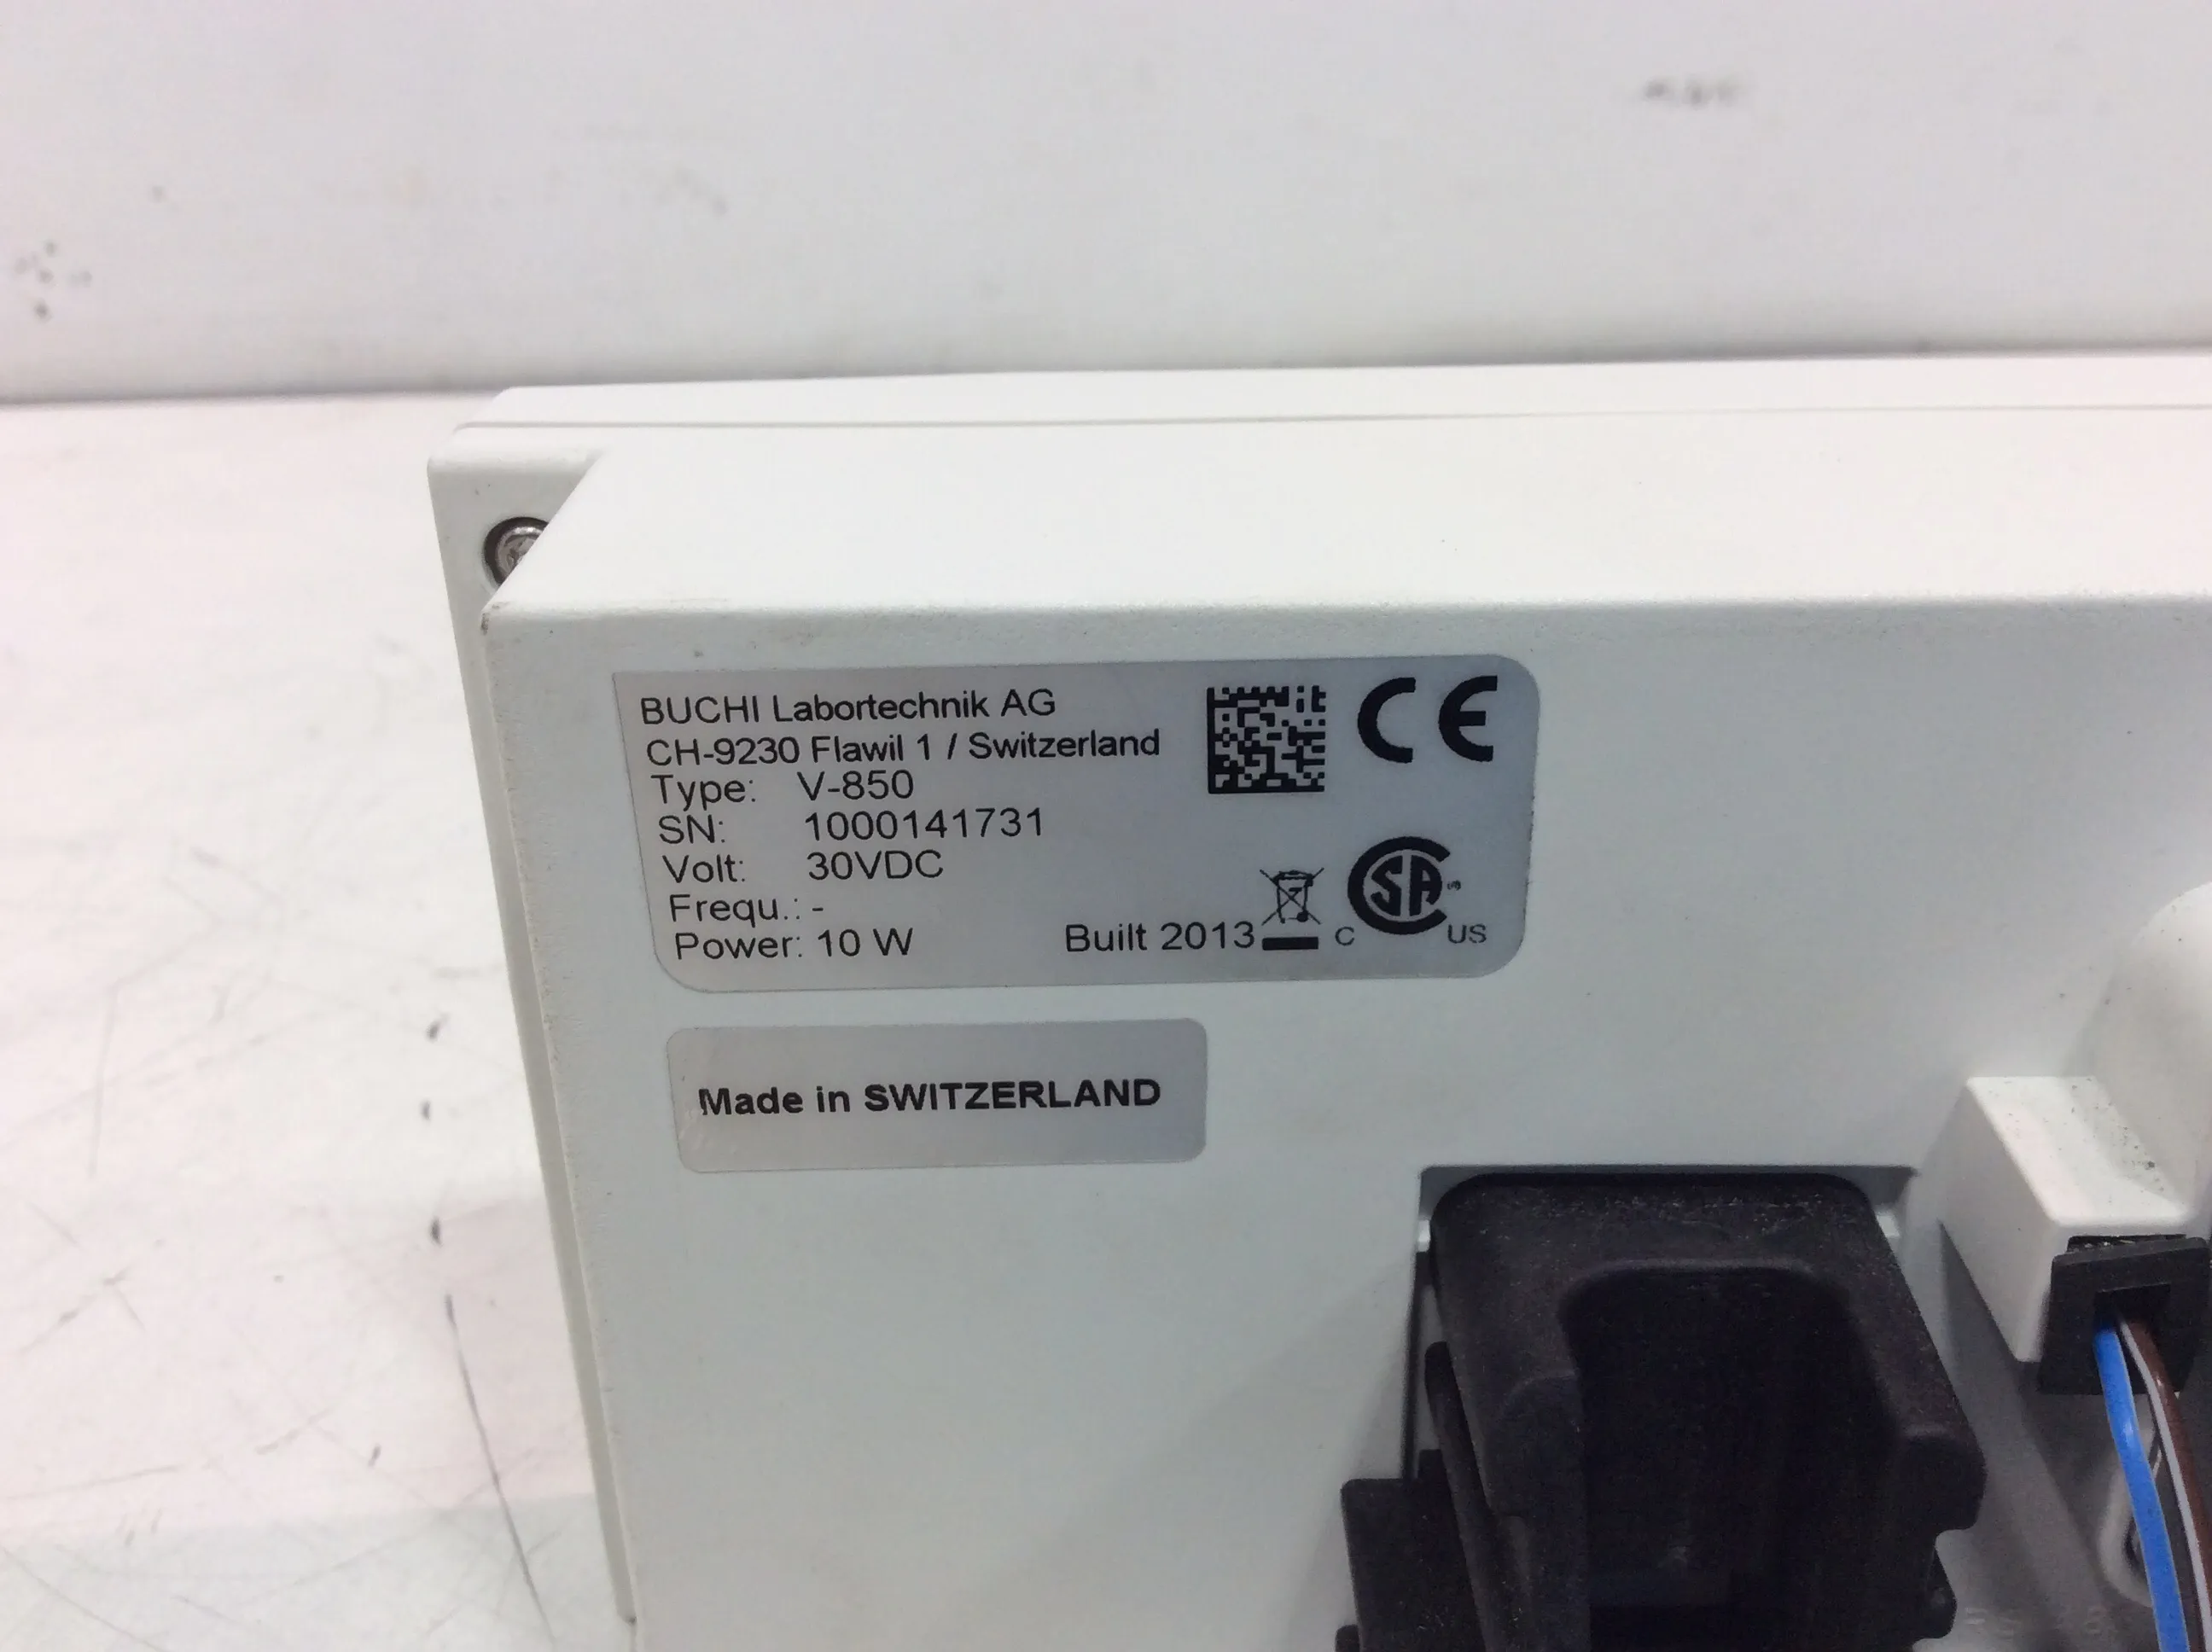 BUCHI Labortechnik AG
CH-9230 Flawil 1 / Switzerland
Type: V-850
SN: 1000141731
Volt: 30VDC
Frequ.: -
Power: 10 W
Built 2013
CE
C SA US
Made in SWITZERLAND